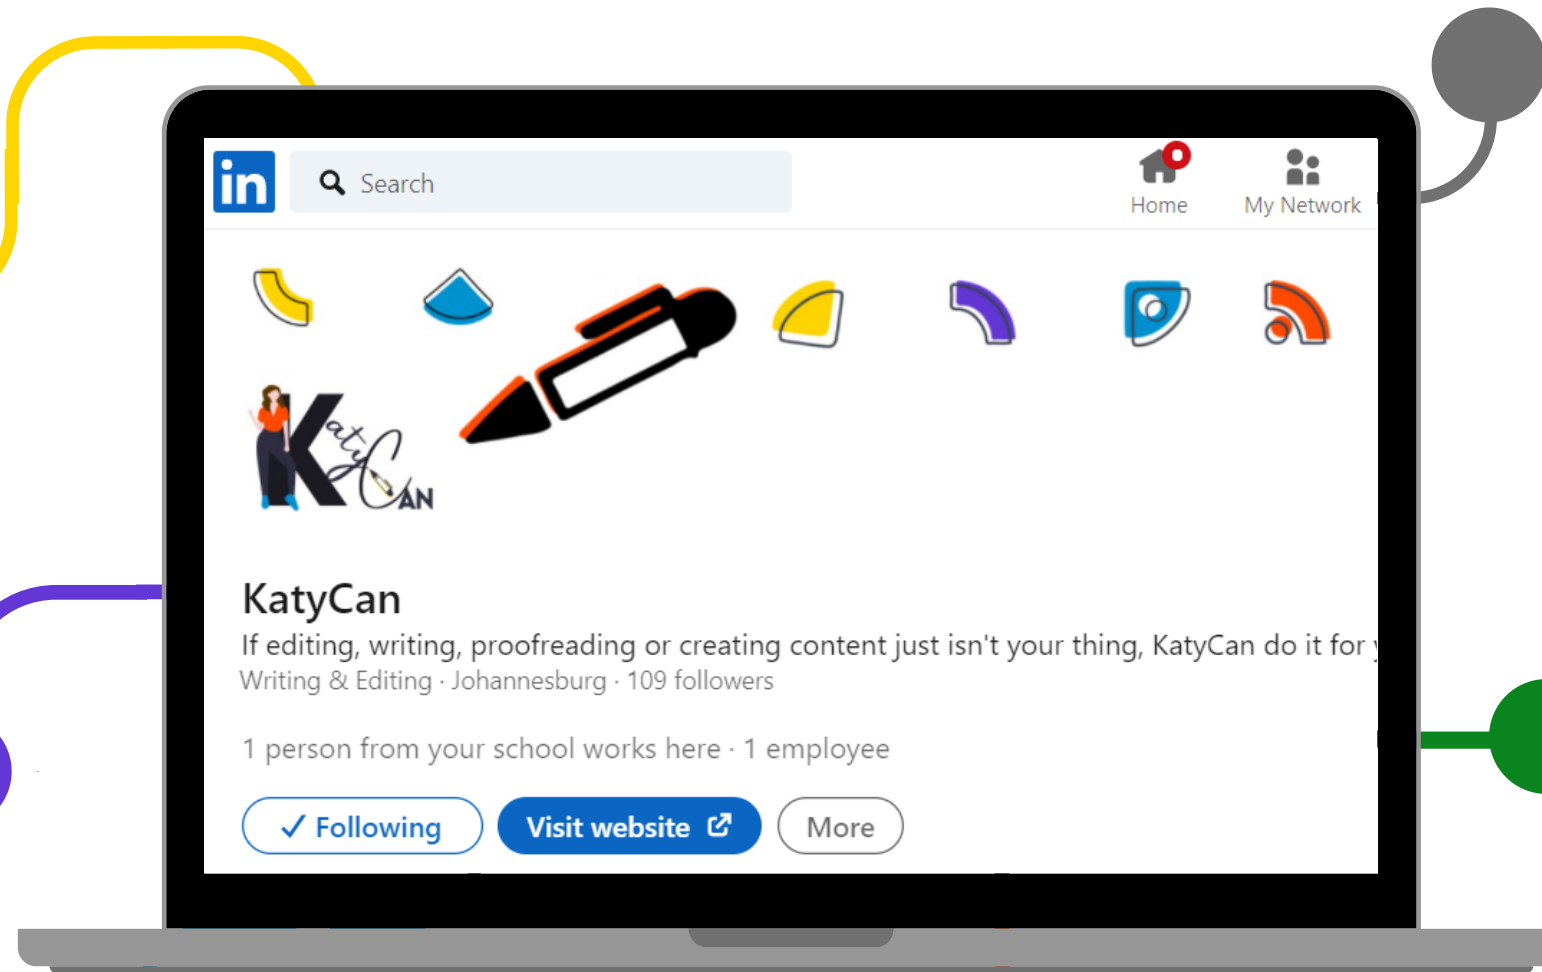 in
Search
Home
My Network
KatyCan
KatyCan
If editing, writing, proofreading or creating content just isn't your thing, KatyCan do it for
Writing & Editing · Johannesburg · 109 followers
1 person from your school works here · 1 employee
Following
Visit website
More